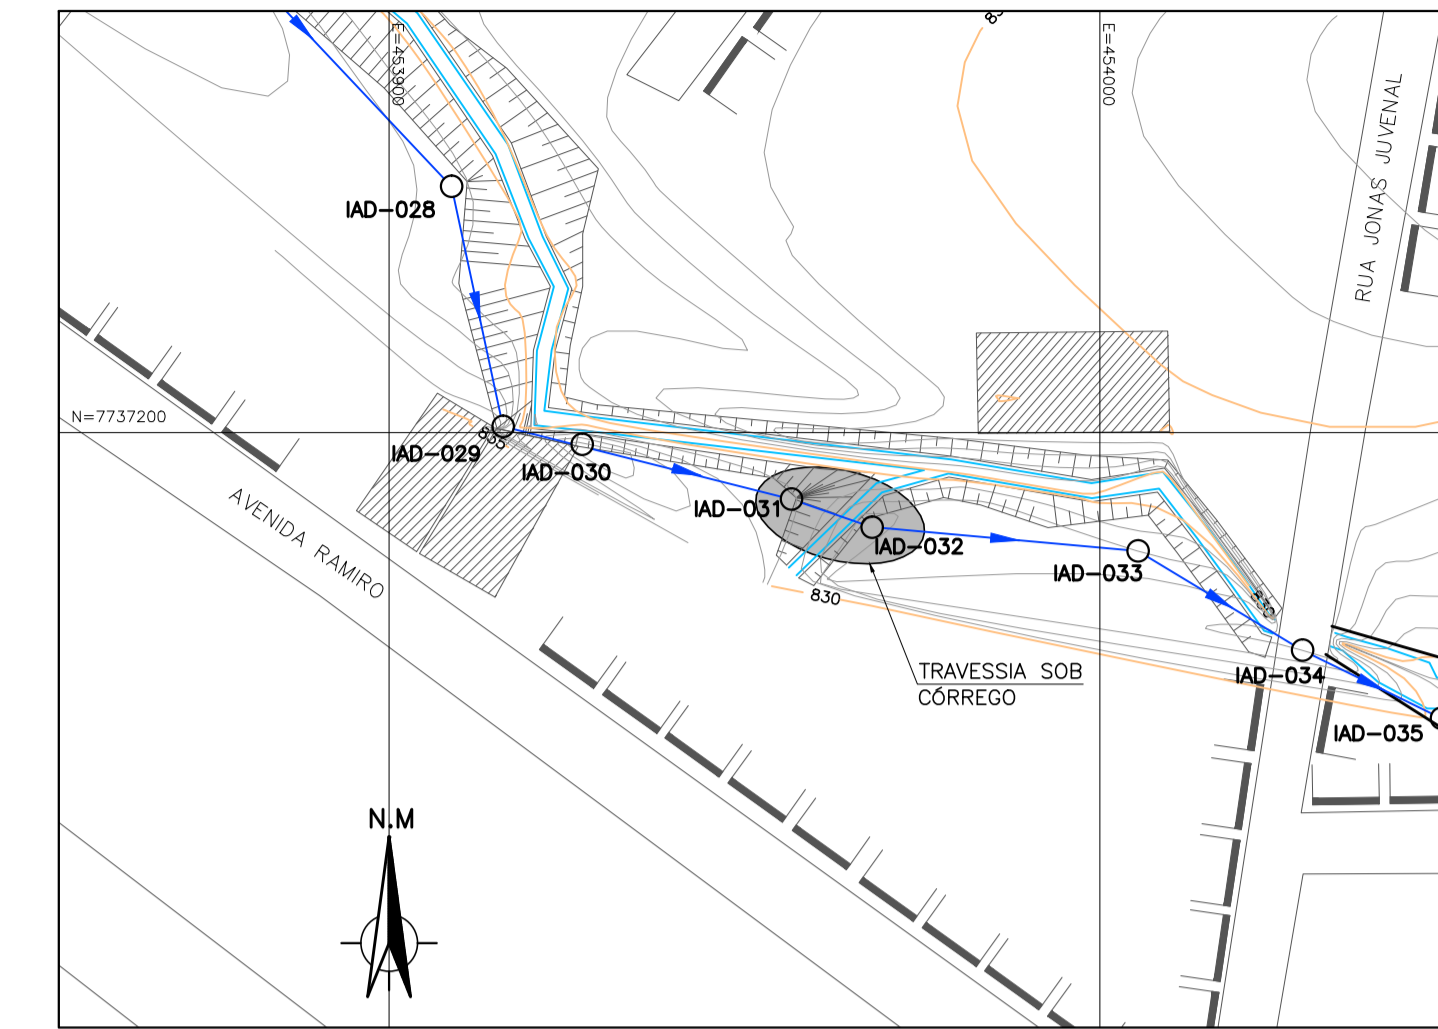 E=453900
E=454000
RUA JONAS JUVENAL
IAD-028
N=7737200
IAD-029
835
IAD-030
IAD-031
IAD-032
IAD-033
AVENIDA RAMIRO
830
TRAVESSIA SOB
CÓRREGO
IAD-034
IAD-035
N.M